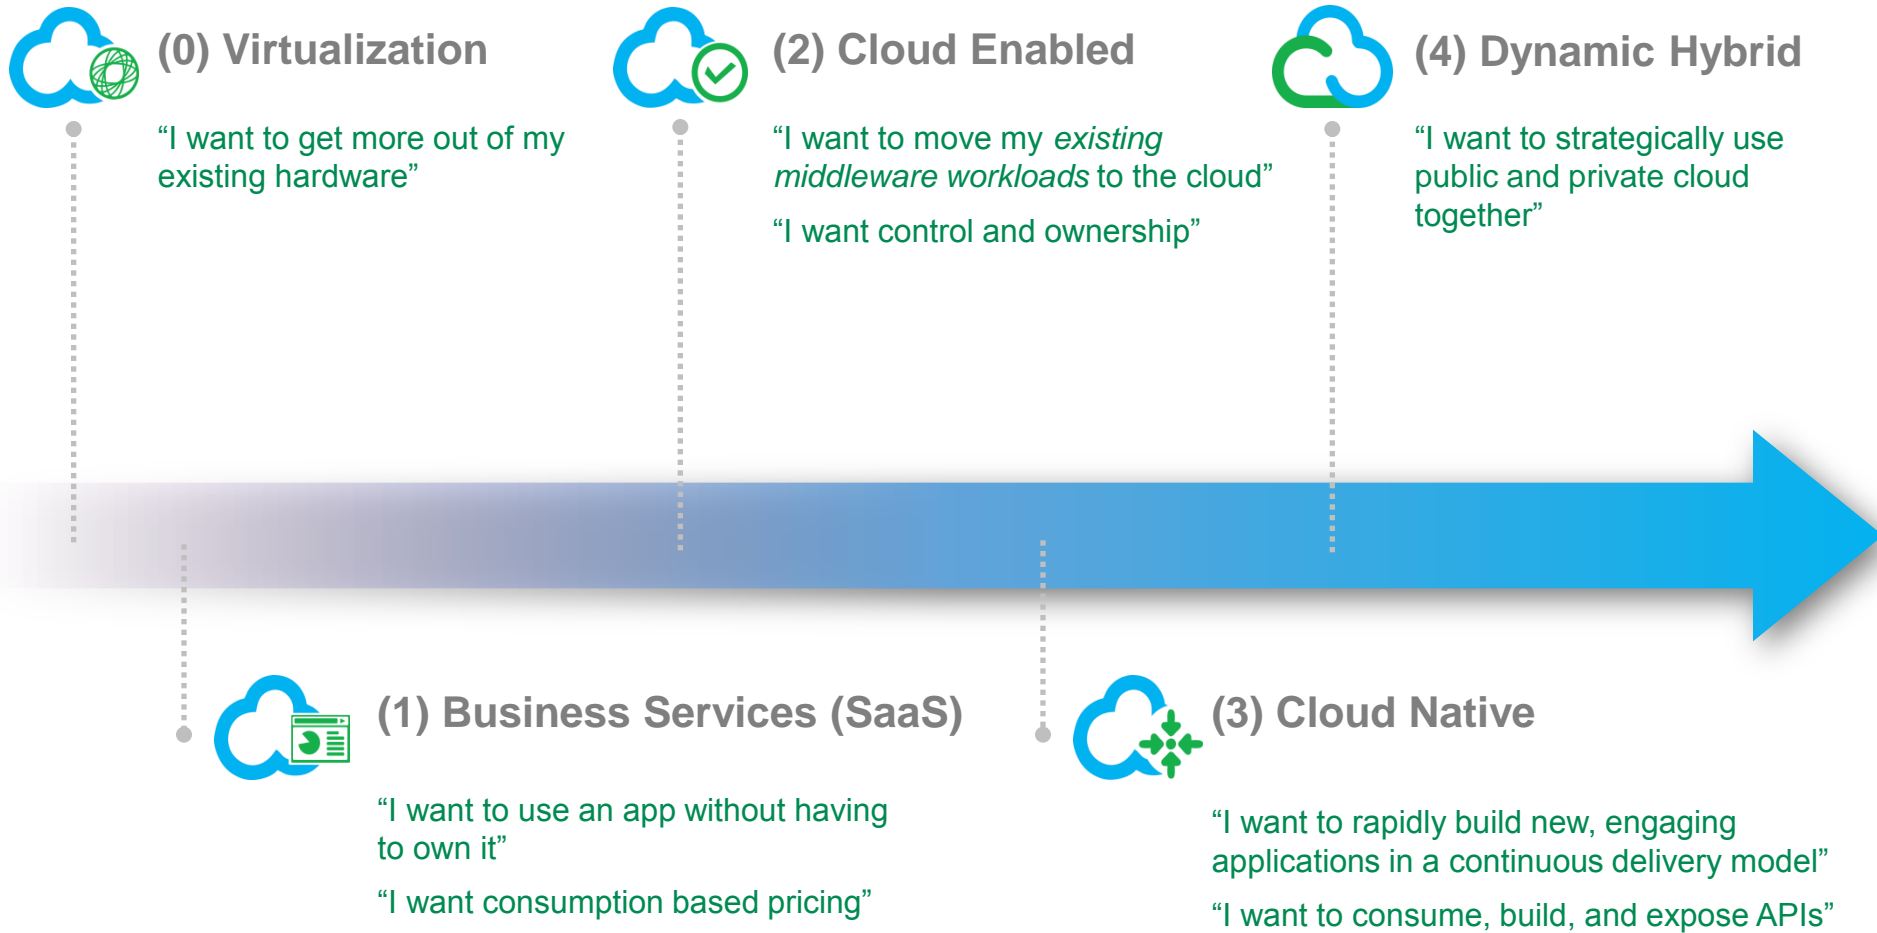 (0) Virtualization
“I want to get more out of my
existing hardware”
(2) Cloud Enabled
“I want to move my existing
middleware workloads to the cloud”
“I want control and ownership”
(4) Dynamic Hybrid
“I want to strategically use
public and private cloud
together”
(1) Business Services (SaaS)
“I want to use an app without having
to own it”
“I want consumption based pricing”
(3) Cloud Native
“I want to rapidly build new, engaging
applications in a continuous delivery model”
“I want to consume, build, and expose APIs”